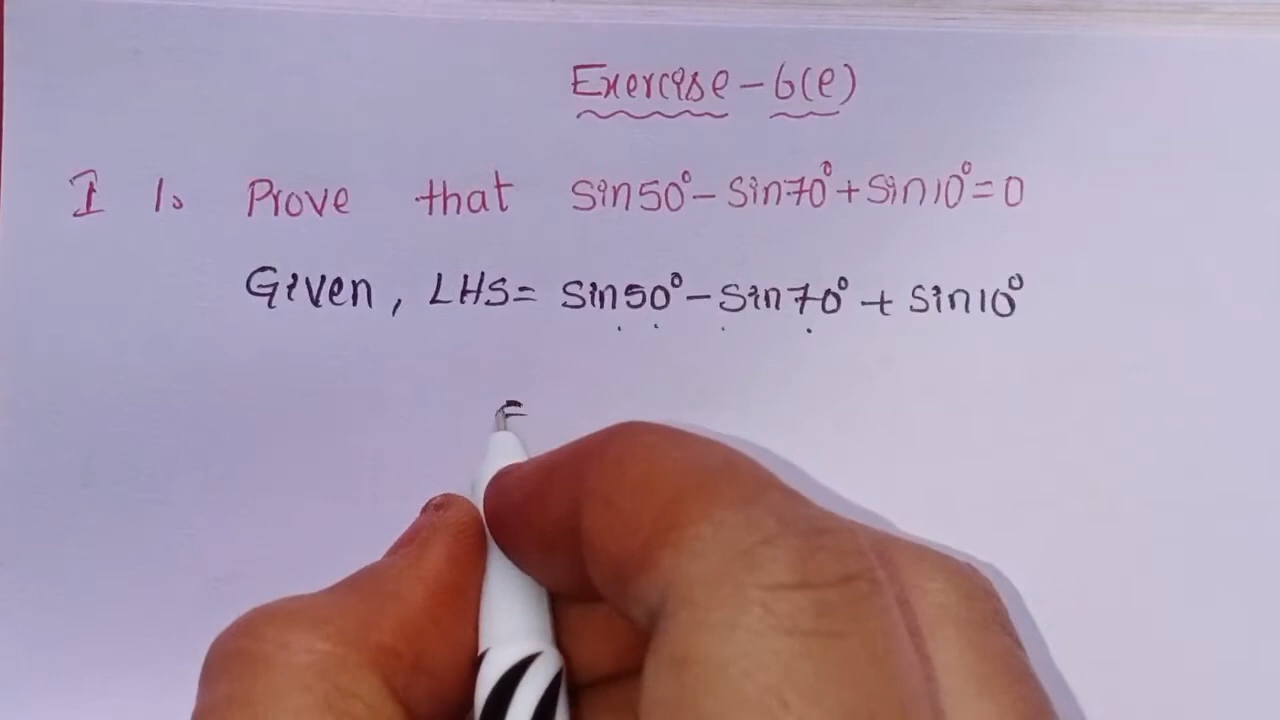 Exercise - 6(e)
I 1. Prove that Sin50° - Sin70° + Sin10° = 0
Given, LHS = Sin50° - Sin70° + Sin10°
=